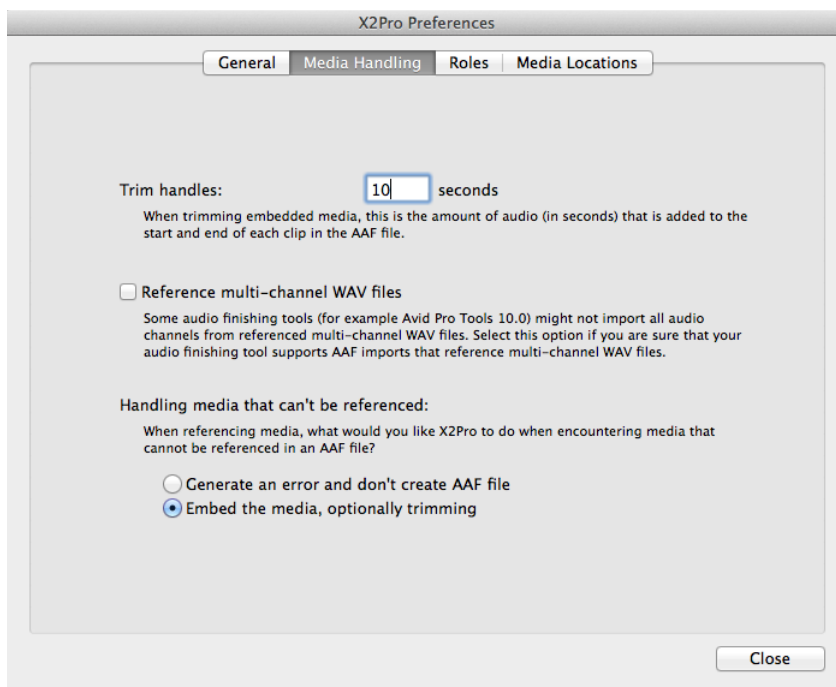 X2Pro Preferences
General Media Handling Roles Media Locations
Trim handles: 10 seconds
When trimming embedded media, this is the amount of audio (in seconds) that is added to the
start and end of each clip in the AAF file.
Reference multi-channel WAV files
Some audio finishing tools (for example Avid Pro Tools 10.0) might not import all audio
channels from referenced multi-channel WAV files. Select this option if you are sure that your
audio finishing tool supports AAF imports that reference multi-channel WAV files.
Handling media that can't be referenced:
When referencing media, what would you like X2Pro to do when encountering media that
cannot be referenced in an AAF file?
Generate an error and don't create AAF file
Embed the media, optionally trimming
Close